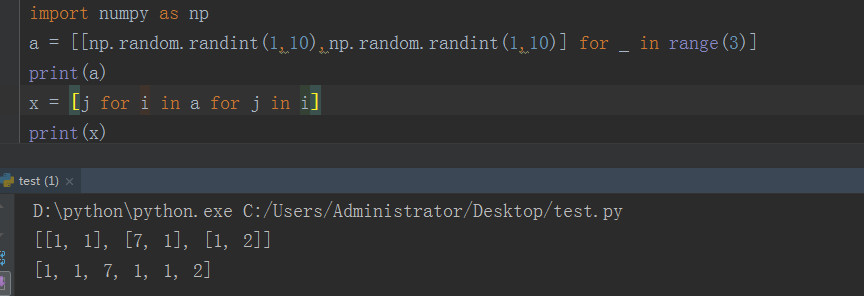 import numpy as np
a = [[np.random.randint(1,10),np.random.randint(1,10)] for _ in range(3)]
print(a)
x = [j for i in a for j in i]
print(x)
test (1) ×
D:\python\python.exe C:/Users/Administrator/Desktop/test.py
[[1, 1], [7, 1], [1, 2]]
[1, 1, 7, 1, 1, 2]